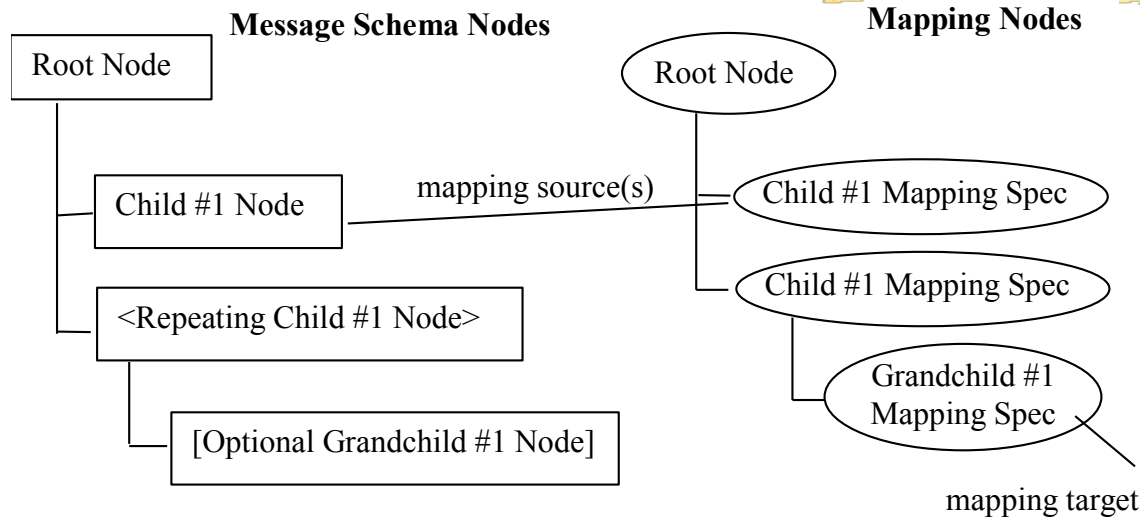 Message Schema Nodes
Root Node
Child #1 Node
<Repeating Child #1 Node>
[Optional Grandchild #1 Node]
mapping source(s)
Mapping Nodes
Root Node
Child #1 Mapping Spec
Child #1 Mapping Spec
Grandchild #1
Mapping Spec
mapping target